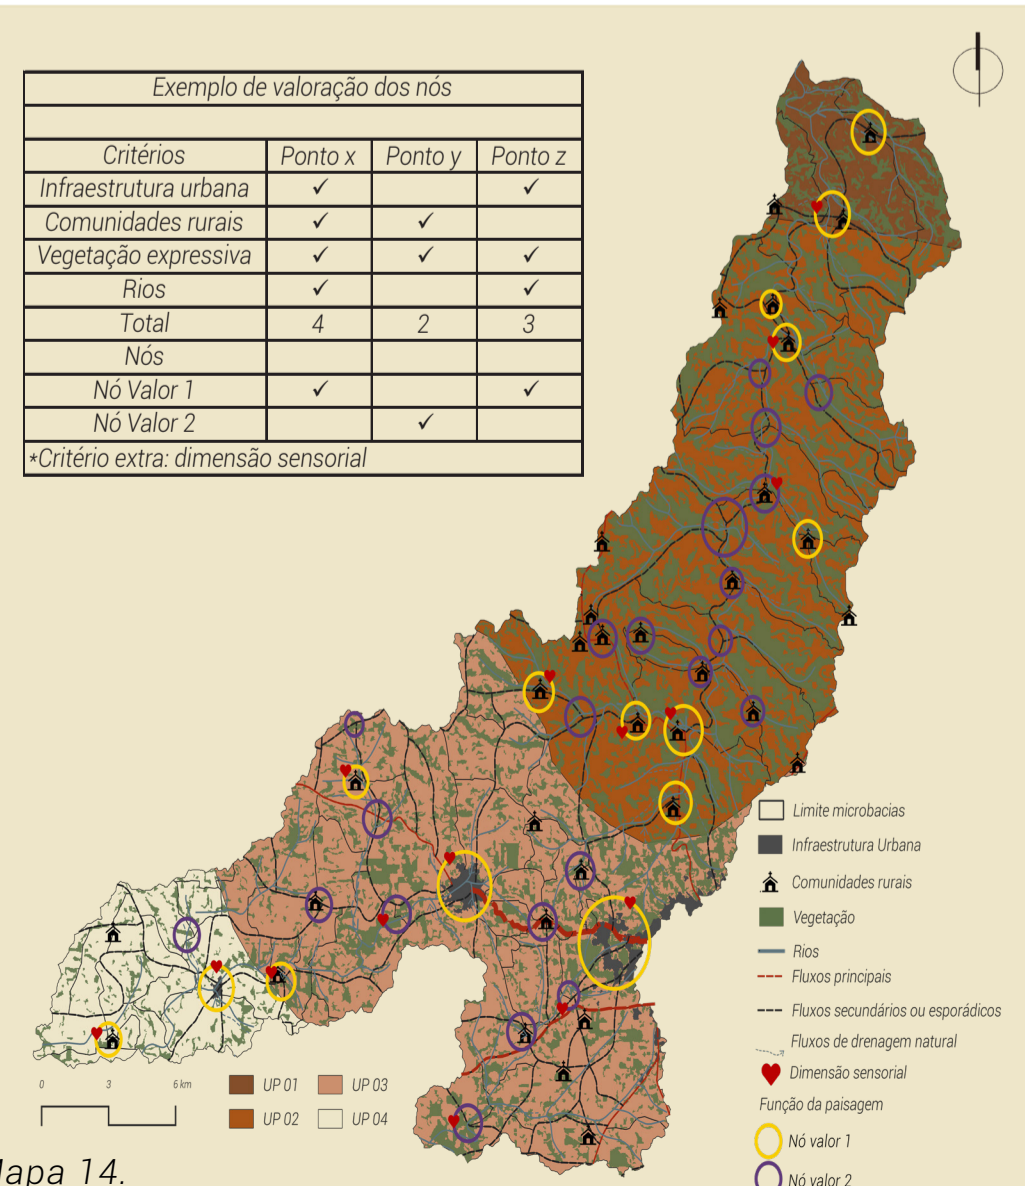 Exemplo de valoração dos nós
Critérios Ponto x Ponto y Ponto z
Infraestrutura urbana ✓ ✓
Comunidades rurais ✓ ✓
Vegetação expressiva ✓ ✓ ✓
Rios ✓ ✓
Total 4 2 3
Nós
Nó Valor 1 ✓ ✓
Nó Valor 2 ✓
*Critério extra: dimensão sensorial
Limite microbacias
Infraestrutura Urbana
Comunidades rurais
Vegetação
Rios
Fluxos principais
Fluxos secundários ou esporádicos
Fluxos de drenagem natural
Dimensão sensorial
Função da paisagem
Nó valor 1
Nó valor 2
0 3 6 km
UP 01 UP 03
UP 02 UP 04
14.